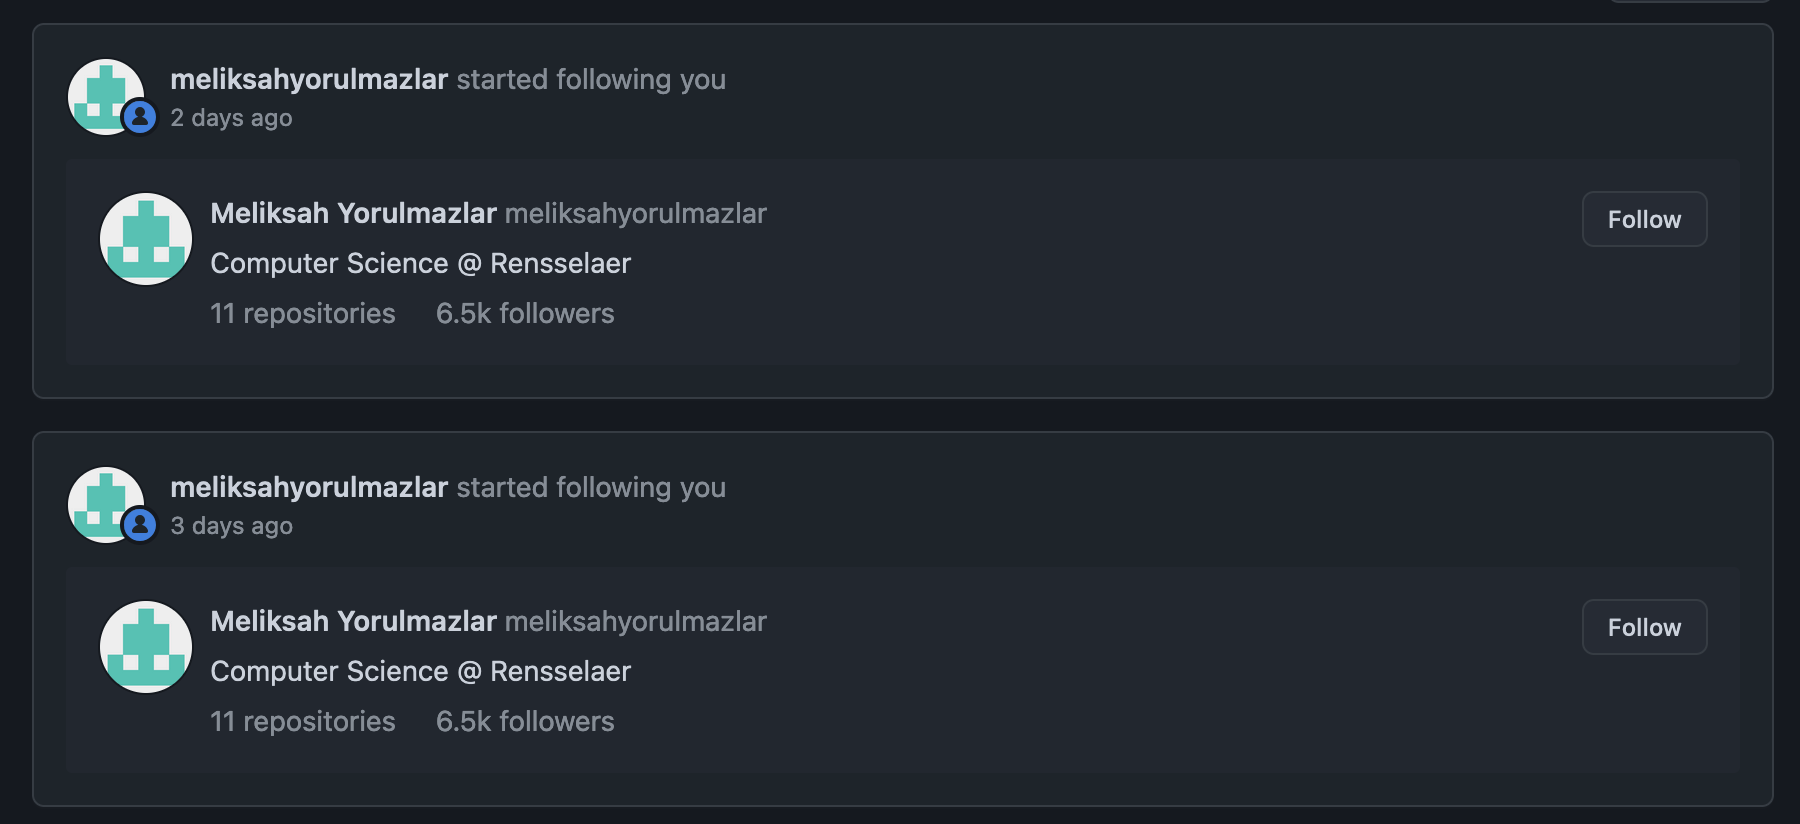 meliksahyorulmazlar started following you
2 days ago
Meliksah Yorulmazlar meliksahyorulmazlar
Follow
Computer Science @ Rensselaer
11 repositories 6.5k followers
meliksahyorulmazlar started following you
3 days ago
Meliksah Yorulmazlar meliksahyorulmazlar
Follow
Computer Science @ Rensselaer
11 repositories 6.5k followers